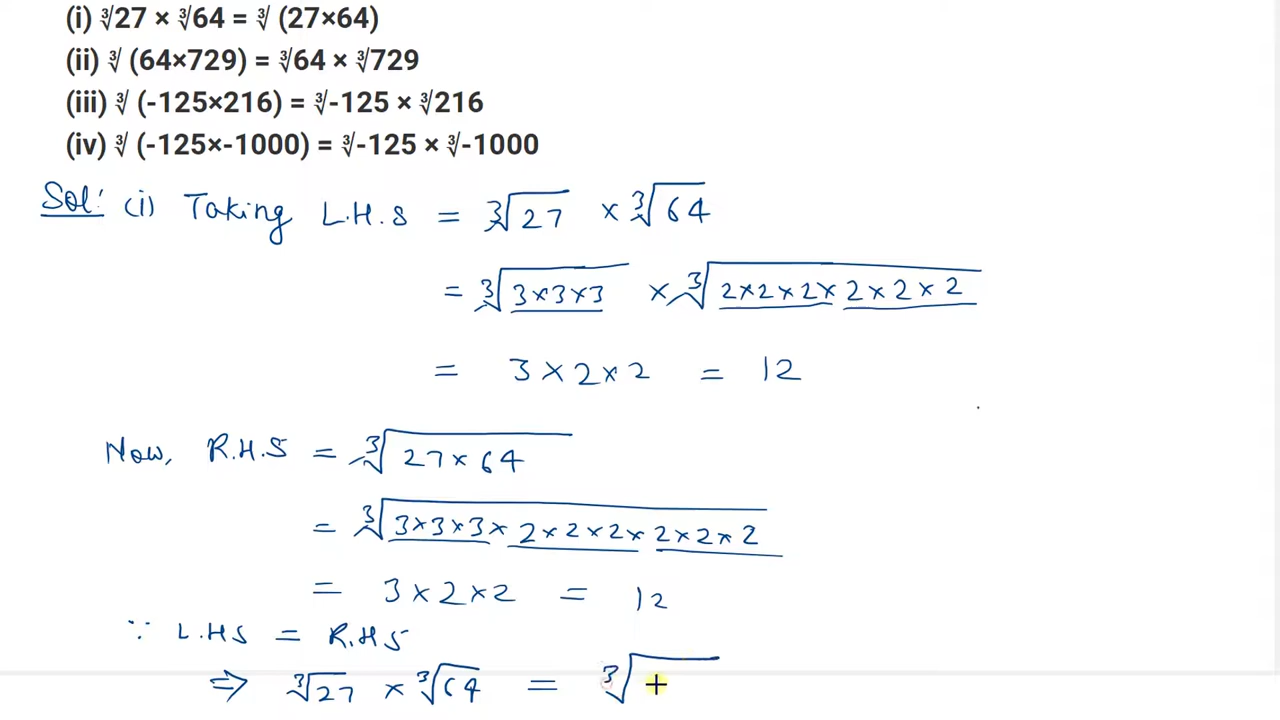 (i) ∛27 × ∛64 = ∛ (27×64)
(ii) ∛ (64×729) = ∛64 × ∛729
(iii) ∛ (-125×216) = ∛-125 × ∛216
(iv) ∛ (-125×-1000) = ∛-125 × ∛-1000
Sol: (i) Taking L.H.S = ∛27 × ∛64
= ∛3×3×3 × ∛2×2×2×2×2×2
= 3×2×2 = 12
Now, R.H.S = ∛27×64
= ∛3×3×3×2×2×2×2×2×2
= 3×2×2 = 12
∵ L.HS = R.HS
⇒ ∛27 × ∛64 = ∛